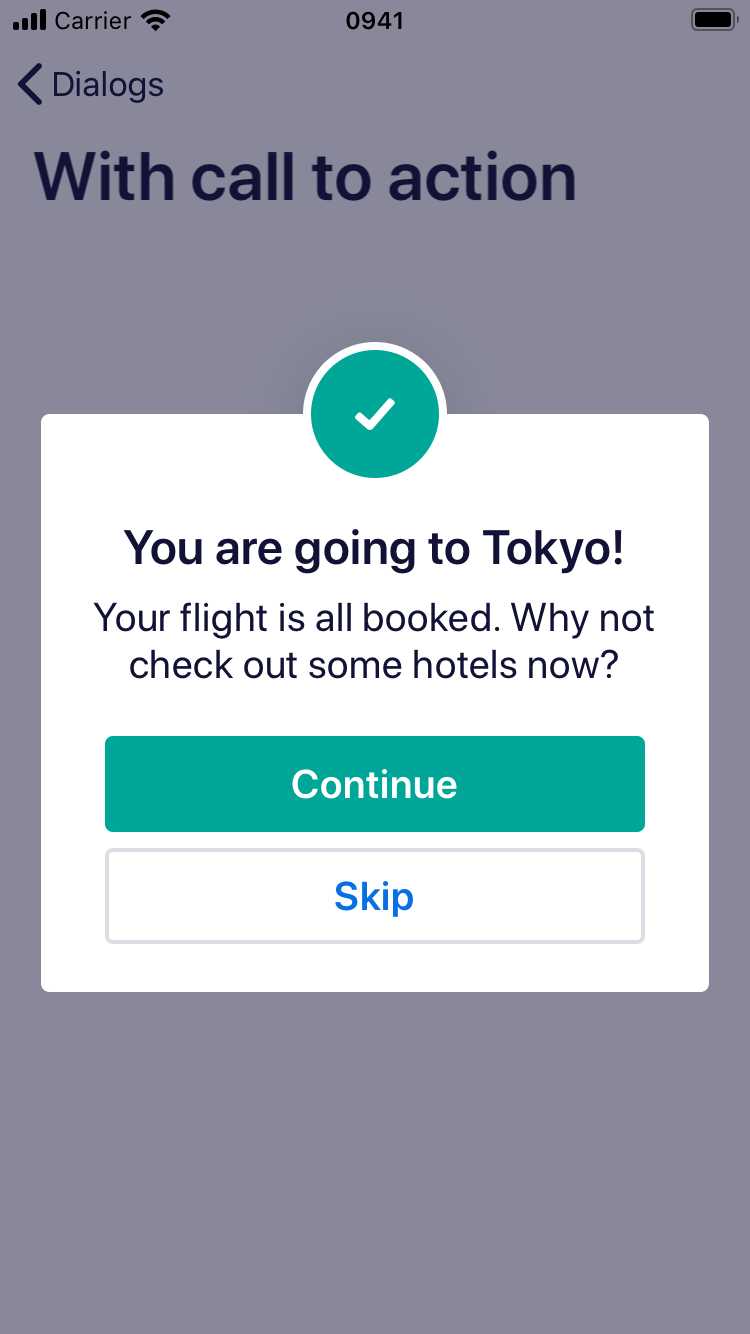 Carrier 0941
Dialogs
With call to action
You are going to Tokyo!
Your flight is all booked. Why not
check out some hotels now?
Continue
Skip